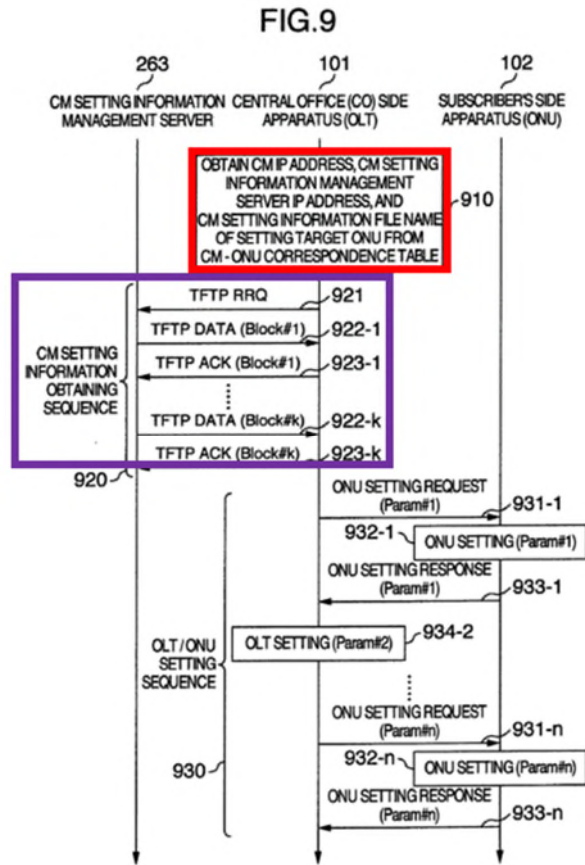 FIG.9
263
101
102
CM SETTING INFORMATION
MANAGEMENT SERVER
CENTRAL OFFICE (CO) SIDE
APPARATUS (OLT)
SUBSCRIBER'S SIDE
APPARATUS (ONU)
OBTAIN CM IP ADDRESS, CM SETTING
INFORMATION MANAGEMENT
SERVER IP ADDRESS, AND
CM SETTING INFORMATION FILE NAME
OF SETTING TARGET ONU FROM
CM - ONU CORRESPONDENCE TABLE
910
CM SETTING
INFORMATION
OBTAINING
SEQUENCE
920
TFTP RRQ
921
TFTP DATA (Block#1)
922-1
TFTP ACK (Block#1)
923-1
TFTP DATA (Block#k)
922-k
TFTP ACK (Block#k)
923-k
OLT / ONU
SETTING
SEQUENCE
930
ONU SETTING REQUEST
(Param#1)
931-1
932-1
ONU SETTING (Param#1)
ONU SETTING RESPONSE
(Param#1)
933-1
OLT SETTING (Param#2)
934-2
ONU SETTING REQUEST
(Param#n)
931-n
932-n
ONU SETTING (Param#n)
ONU SETTING RESPONSE
(Param#n)
933-n